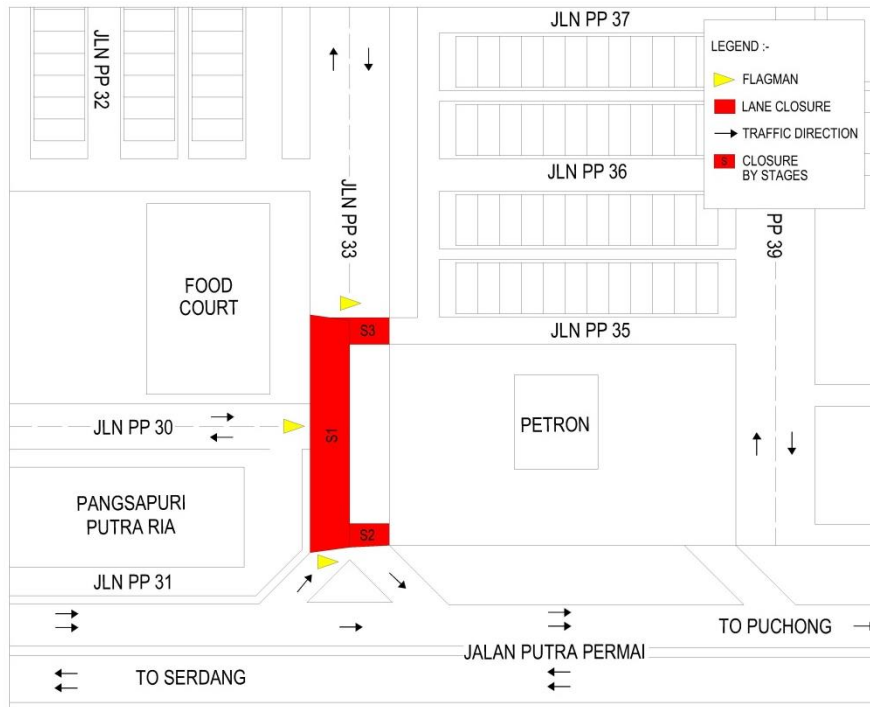 JLN PP 37
JLN PP 32
LEGEND :-
FLAGMAN
LANE CLOSURE
TRAFFIC DIRECTION
S
CLOSURE
BY STAGES
JLN PP 33
JLN PP 36
PP 39
FOOD
COURT
S3
JLN PP 35
JLN PP 30
S1
PETRON
PANGSAPURI
PUTRA RIA
S2
JLN PP 31
TO PUCHONG
JALAN PUTRA PERMAI
TO SERDANG